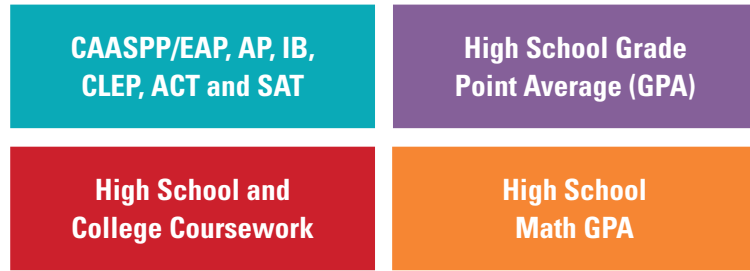 CAASPP/EAP, AP, IB,
CLEP, ACT and SAT
High School Grade
Point Average (GPA)
High School and
College Coursework
High School
Math GPA